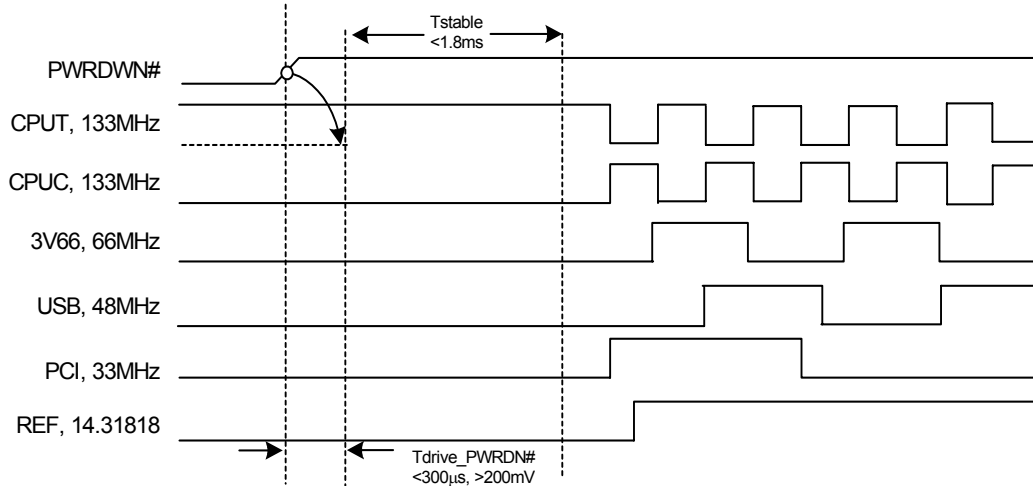 Tstable
<1.8ms
PWRDWN#
CPUT, 133MHz
CPUC, 133MHz
3V66, 66MHz
USB, 48MHz
PCI, 33MHz
REF, 14.31818
Tdrive_PWRDN#
<300μs, >200mV